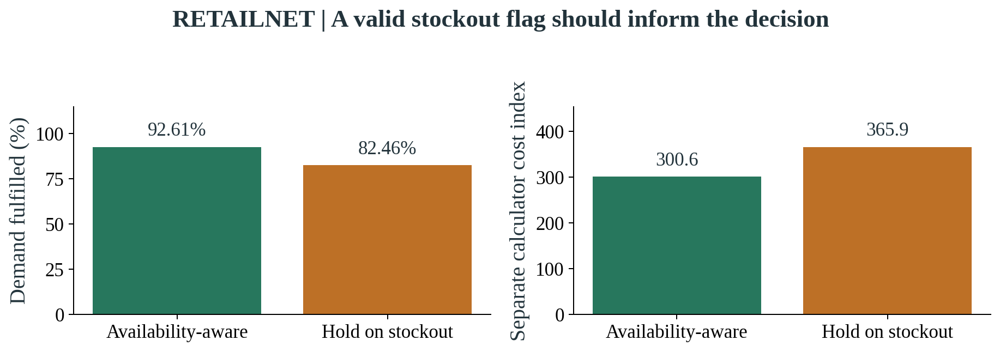 RETAILNET | A valid stockout flag should inform the decision
Demand fulfilled (%)
100
75
50
25
0
92.61%
82.46%
Availability-aware
Hold on stockout
Separate calculator cost index
400
300
200
100
0
300.6
365.9
Availability-aware
Hold on stockout